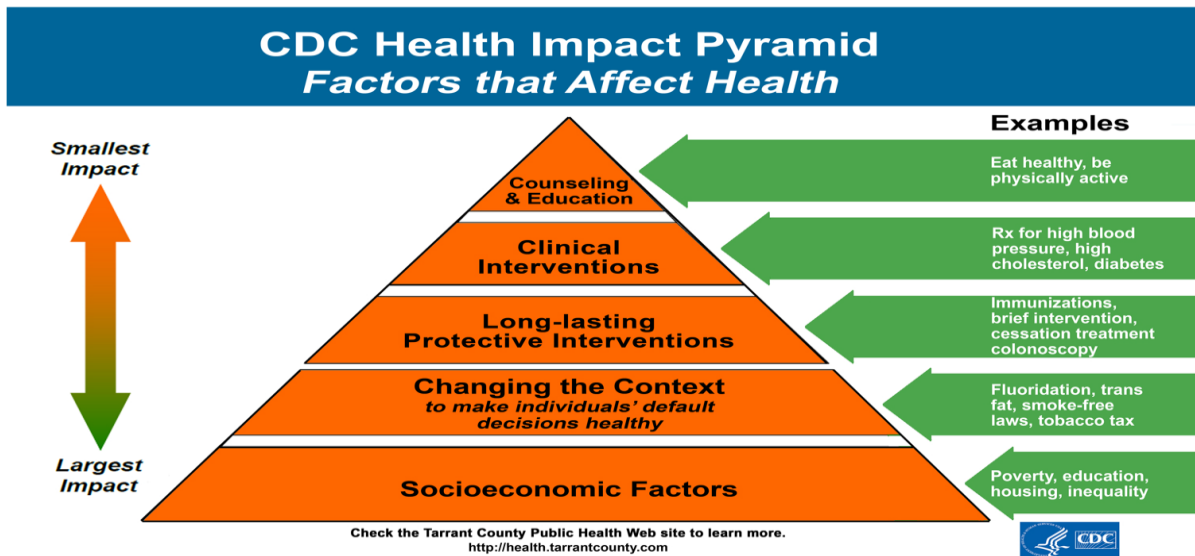 CDC Health Impact Pyramid
Factors that Affect Health
Smallest
Impact
Largest
Impact
Counseling
& Education
Clinical
Interventions
Long-lasting
Protective Interventions
Changing the Context
to make individuals' default
decisions healthy
Socioeconomic Factors
Examples
Eat healthy, be
physically active
Rx for high blood
pressure, high
cholesterol, diabetes
Immunizations,
brief intervention,
cessation treatment
colonoscopy
Fluoridation, trans
fat, smoke-free
laws, tobacco tax
Poverty, education,
housing, inequality
Check the Tarrant County Public Health Web site to learn more.
http://health.tarrantcounty.com
CDC